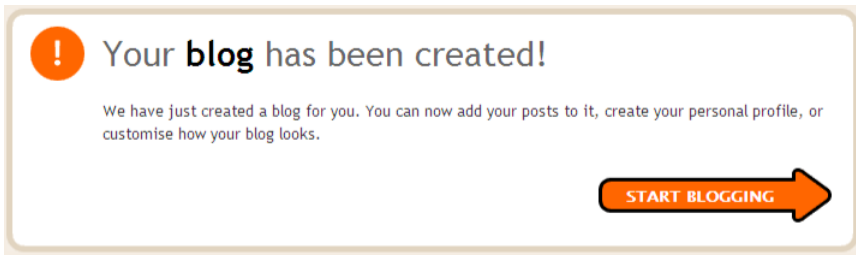 !
Your blog has been created!
We have just created a blog for you. You can now add your posts to it, create your personal profile, or
customise how your blog looks.
START BLOGGING